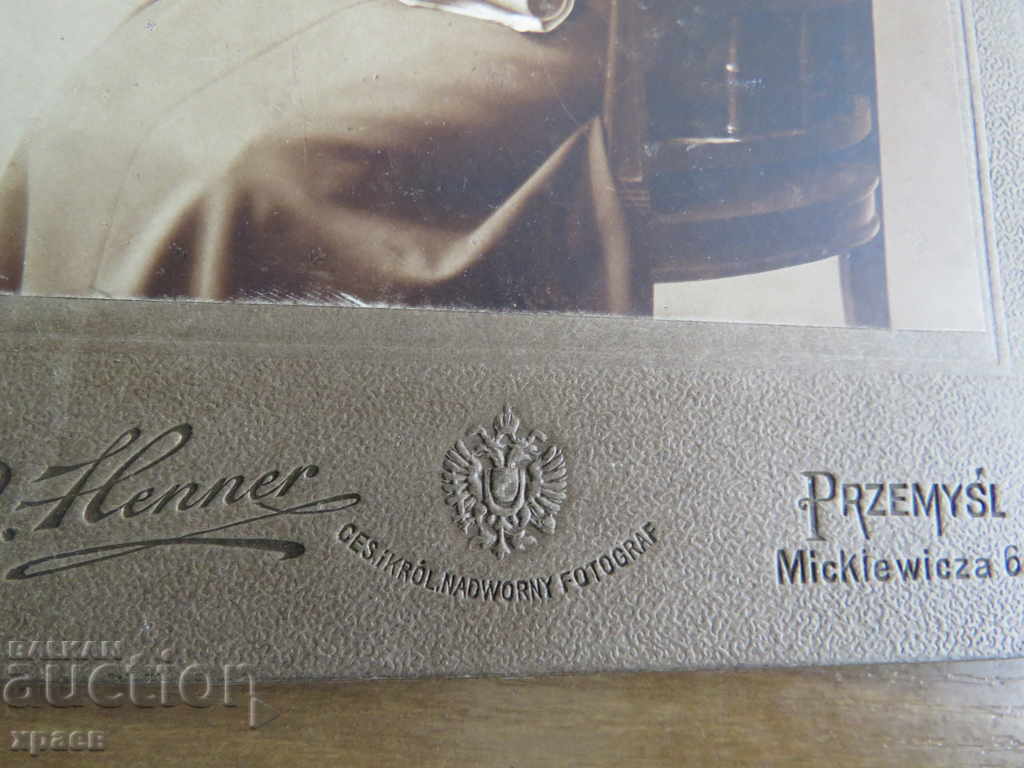 . Henner
CES. i KRÓL. NADWORNY FOTOGRAF
PRZEMYŚL
Mickiewicza 6
BALKAN
auction
храев